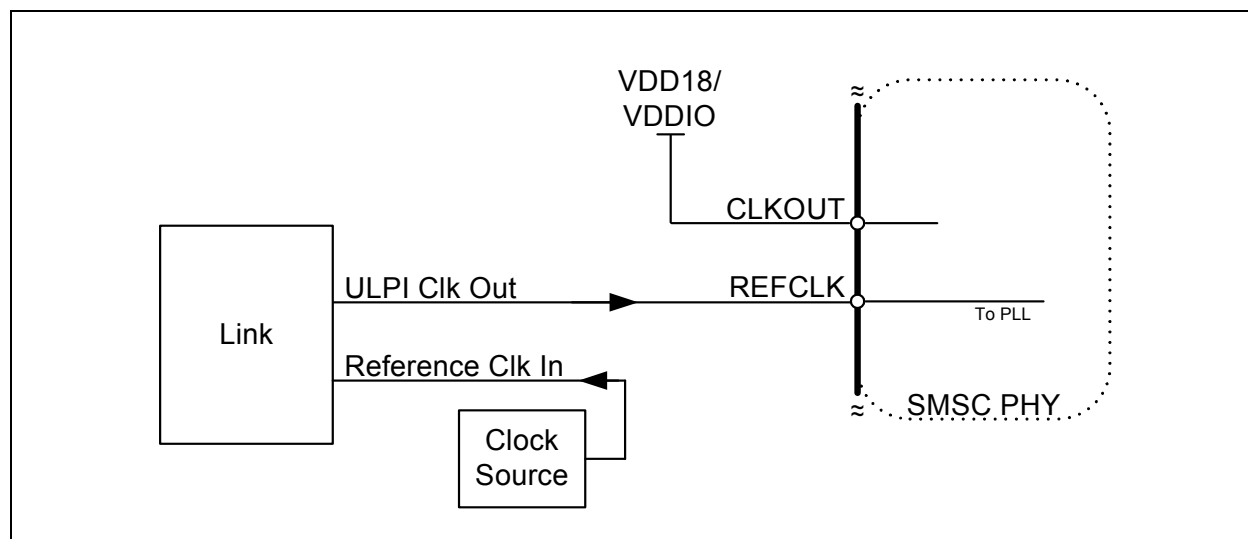 VDD18/
VDDIO
CLKOUT
ULPI Clk Out
REFCLK
To PLL
Link
Reference Clk In
SMSC PHY
Clock
Source